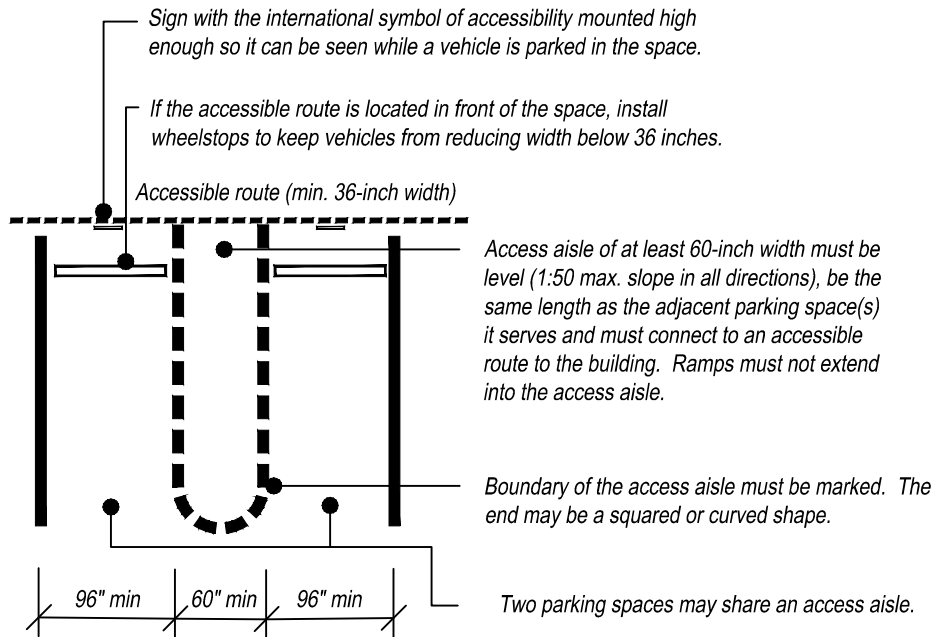 Sign with the international symbol of accessibility mounted high
enough so it can be seen while a vehicle is parked in the space.
If the accessible route is located in front of the space, install
wheelstops to keep vehicles from reducing width below 36 inches.
Accessible route (min. 36-inch width)
Access aisle of at least 60-inch width must be
level (1:50 max. slope in all directions), be the
same length as the adjacent parking space(s)
it serves and must connect to an accessible
route to the building.  Ramps must not extend
into the access aisle.
Boundary of the access aisle must be marked.  The
end may be a squared or curved shape.
96" min
60" min
96" min
Two parking spaces may share an access aisle.